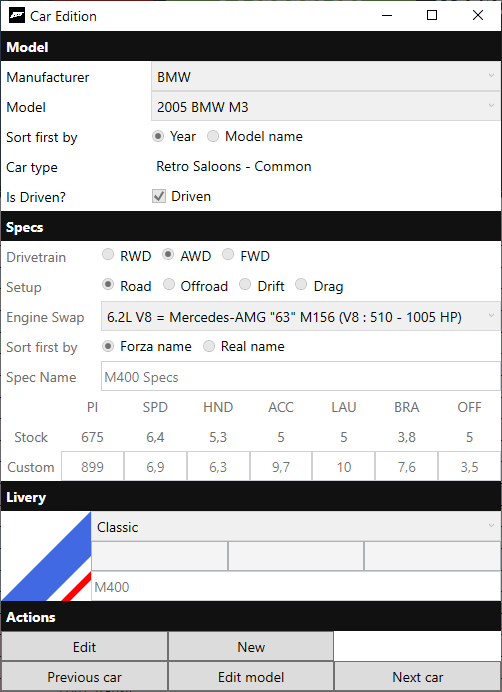 Car Edition
Model
Manufacturer BMW
Model 2005 BMW M3
Sort first by Year Model name
Car type Retro Saloons - Common
Is Driven? Driven
Specs
Drivetrain RWD AWD FWD
Setup Road Offroad Drift Drag
Engine Swap 6.2L V8 = Mercedes-AMG "63" M156 (V8 : 510 - 1005 HP)
Sort first by Forza name Real name
Spec Name M400 Specs
PI SPD HND ACC LAU BRA OFF
Stock 675 6,4 5,3 5 5 3,8 5
Custom 899 6,9 6,3 9,7 10 7,6 3,5
Livery
Classic
M400
Actions
Edit New
Previous car Edit model Next car